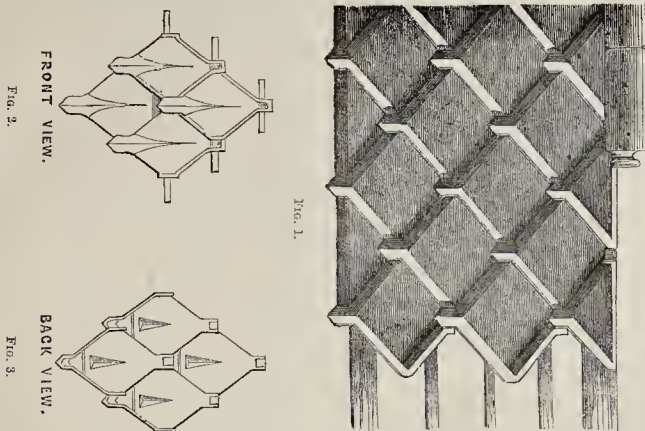 FIG. 1.
FRONT VIEW.
FIG. 2.
BACK VIEW.
FIG. 3.